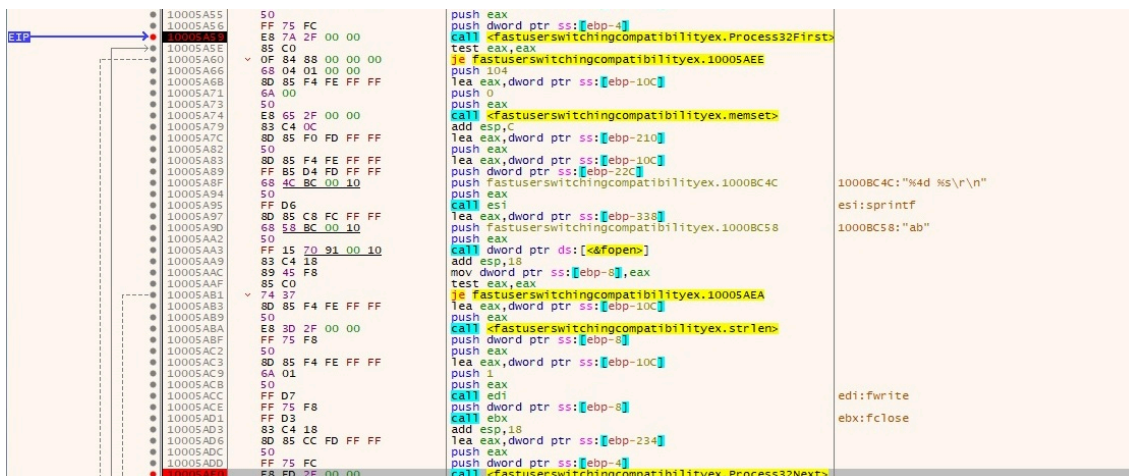 10005A55 50 push eax
10005A56 FF 75 FC push dword ptr ss:[ebp-4]
EIP 10005A59 E8 7A 2F 00 00 call <fastuserswitchingcompatibilityex.Process32First>
10005A5E 85 C0 test eax,eax
10005A60 0F 84 88 00 00 00 je fastuserswitchingcompatibilityex.10005AEE
10005A66 68 04 01 00 00 push 104
10005A6B 8D 85 F4 FE FF FF lea eax,dword ptr ss:[ebp-10C]
10005A71 6A 00 push 0
10005A73 50 push eax
10005A74 E8 65 2F 00 00 call <fastuserswitchingcompatibilityex.memset>
10005A79 83 C4 0C add esp,C
10005A7C 8D 85 F0 FD FF FF lea eax,dword ptr ss:[ebp-210]
10005A82 50 push eax
10005A83 8D 85 F4 FE FF FF lea eax,dword ptr ss:[ebp-10C]
10005A89 FF B5 D4 FD FF FF push dword ptr ss:[ebp-22C]
10005A8F 68 4C BC 00 10 push fastuserswitchingcompatibilityex.1000BC4C 1000BC4C:"%4d %s\r\n"
10005A94 50 push eax
10005A95 FF D6 call esi esi:sprintf
10005A97 8D 85 C8 FC FF FF lea eax,dword ptr ss:[ebp-338]
10005A9D 68 58 BC 00 10 push fastuserswitchingcompatibilityex.1000BC58 1000BC58:"ab"
10005AA2 50 push eax
10005AA3 FF 15 70 91 00 10 call dword ptr ds:[<&fopen>]
10005AA9 83 C4 18 add esp,18
10005AAC 89 45 F8 mov dword ptr ss:[ebp-8],eax
10005AAF 85 C0 test eax,eax
10005AB1 74 37 je fastuserswitchingcompatibilityex.10005AEA
10005AB3 8D 85 F4 FE FF FF lea eax,dword ptr ss:[ebp-10C]
10005AB9 50 push eax
10005ABA E8 3D 2F 00 00 call <fastuserswitchingcompatibilityex.strlen>
10005ABF FF 75 F8 push dword ptr ss:[ebp-8]
10005AC2 50 push eax
10005AC3 8D 85 F4 FE FF FF lea eax,dword ptr ss:[ebp-10C]
10005AC9 6A 01 push 1
10005ACB 50 push eax
10005ACC FF D7 call edi edi:fwrite
10005ACE FF 75 F8 push dword ptr ss:[ebp-8]
10005AD1 FF D3 call ebx ebx:fclose
10005AD3 83 C4 18 add esp,18
10005AD6 8D 85 CC FD FF FF lea eax,dword ptr ss:[ebp-234]
10005ADC 50 push eax
10005ADD FF 75 FC push dword ptr ss:[ebp-4]
10005AE0 E8 FD 2E 00 00 call <fastuserswitchingcompatibilityex.Process32Next>